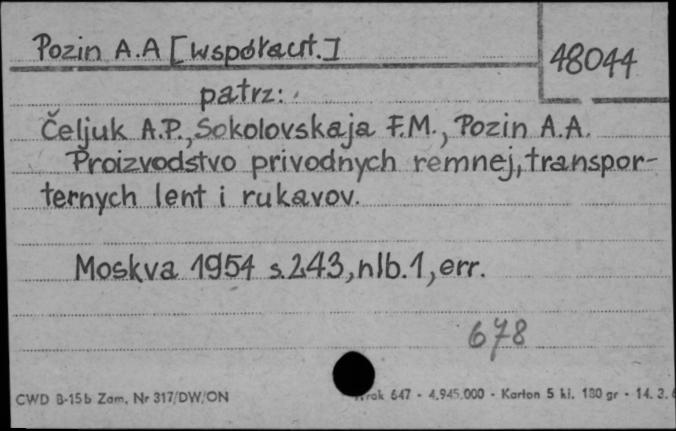 Pozin A.A [współaut.]
48044
patrz:
Čeljuk A.P., Sokolovskaja F.M., Pozin A.A.
Proizvodstvo privodnych remnej, transpor-
ternych lent i rukavov.
Moskva 1954 s.243, nlb.1, err.
678
CWD B-15b Zam. Nr 317/DW/ON
647 - 4.945.000 - Karton 5 kl. 180 gr - 14. 2.